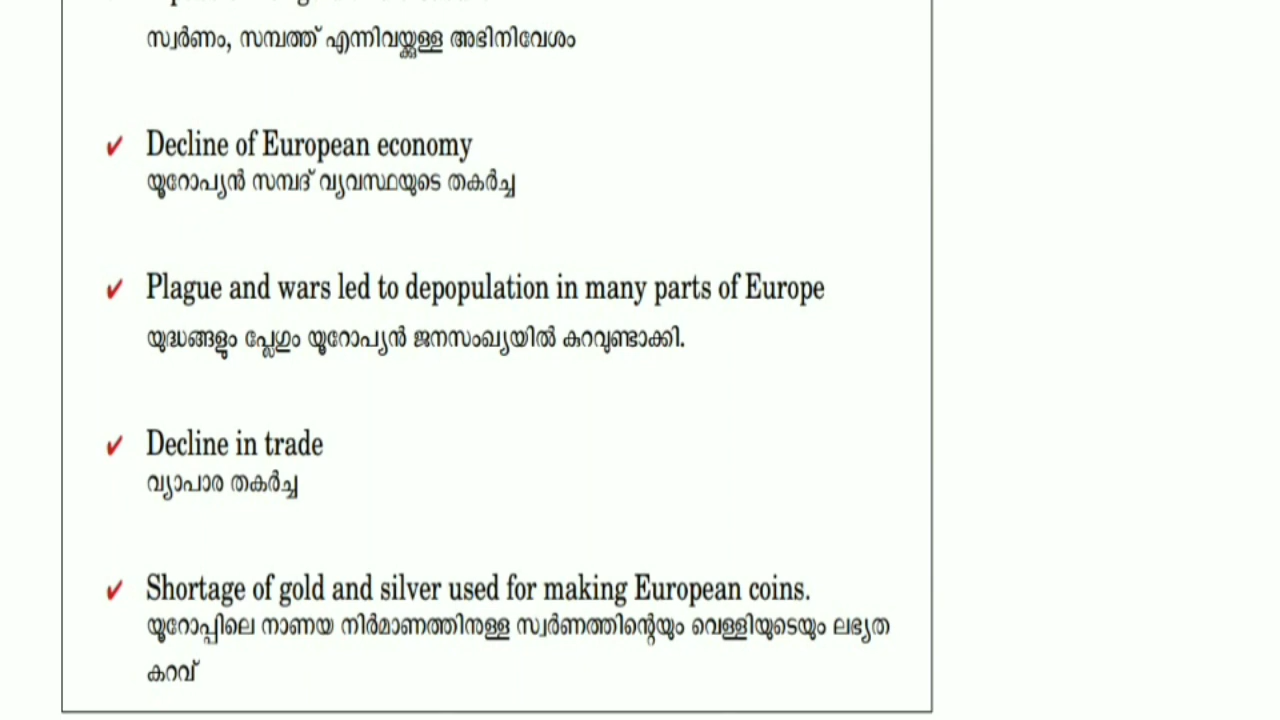 സ്വർണം, സമ്പത്ത് എന്നിവയ്ക്കുള്ള അഭിനിവേശം
✔ Decline of European economy
യൂറോപ്യൻ സമ്പദ് വ്യവസ്ഥയുടെ തകർച്ച
✔ Plague and wars led to depopulation in many parts of Europe
യുദ്ധങ്ങളും പ്ലേഗും യൂറോപ്യൻ ജനസംഖ്യയിൽ കുറവുണ്ടാക്കി.
✔ Decline in trade
വ്യാപാര തകർച്ച
✔ Shortage of gold and silver used for making European coins.
യൂറോപ്പിലെ നാണയ നിർമാണത്തിനുള്ള സ്വർണത്തിന്റെയും വെള്ളിയുടെയും ലഭ്യത
കുറവ്